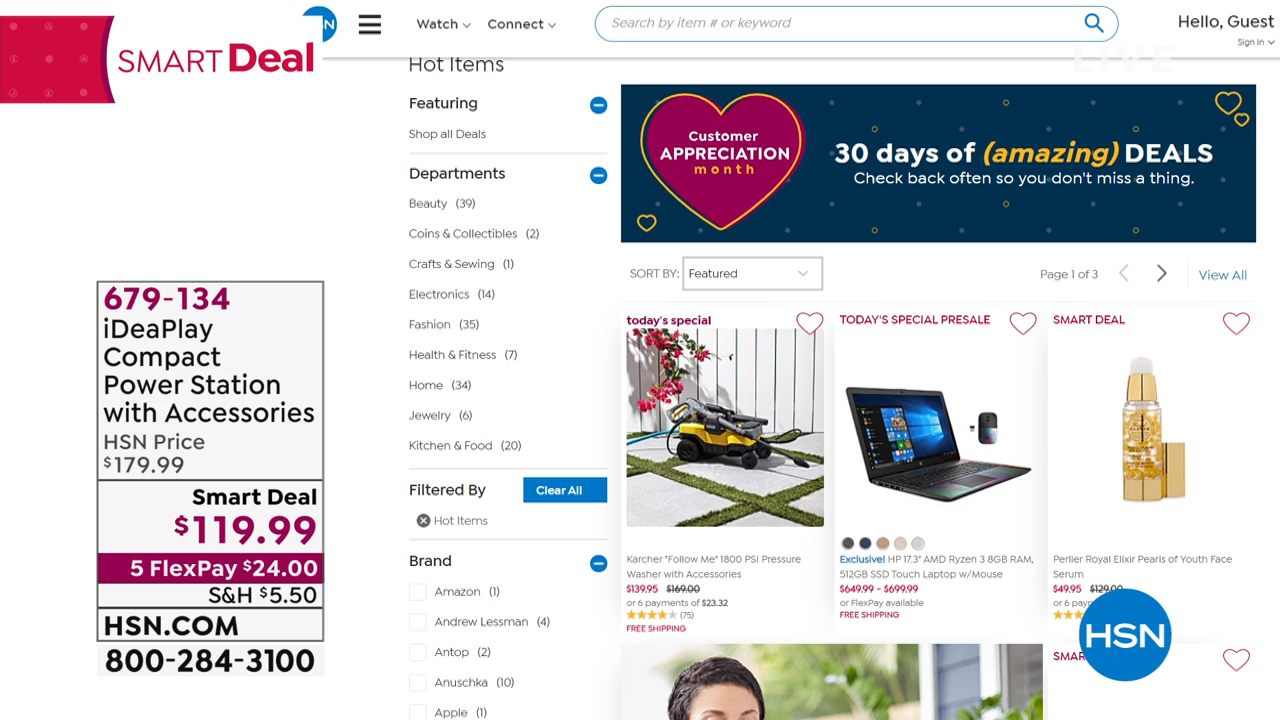 SMART Deal
N
Watch
Connect
Search by item # or keyword
Hello, Guest
Sign In
LIVE
Hot Items
Featuring
Shop all Deals
Departments
Beauty (39)
Coins & Collectibles (2)
Crafts & Sewing (1)
Electronics (14)
Fashion (35)
Health & Fitness (7)
Home (34)
Jewelry (6)
Kitchen & Food (20)
Filtered By
Clear All
Hot Items
Brand
Amazon (1)
Andrew Lessman (4)
Antop (2)
Anuschka (10)
Apple (1)
Customer
APPRECIATION
month
30 days of (amazing) DEALS
Check back often so you don't miss a thing.
SORT BY: Featured
Page 1 of 3
View All
today's special
Karcher "Follow Me" 1800 PSI Pressure
Washer with Accessories
$139.95 $169.00
or 6 payments of $23.32
(75)
FREE SHIPPING
TODAY'S SPECIAL PRESALE
Exclusive! HP 17.3" AMD Ryzen 3 8GB RAM,
512GB SSD Touch Laptop w/Mouse
$649.99 - $699.99
or FlexPay available
FREE SHIPPING
SMART DEAL
Perlier Royal Elixir Pearls of Youth Face
Serum
$49.95 $129.00
or 6
SMAR
HSN
679-134
iDeaPlay
Compact
Power Station
with Accessories
HSN Price
$179.99
Smart Deal
$119.99
5 FlexPay $24.00
S&H $5.50
HSN.COM
800-284-3100